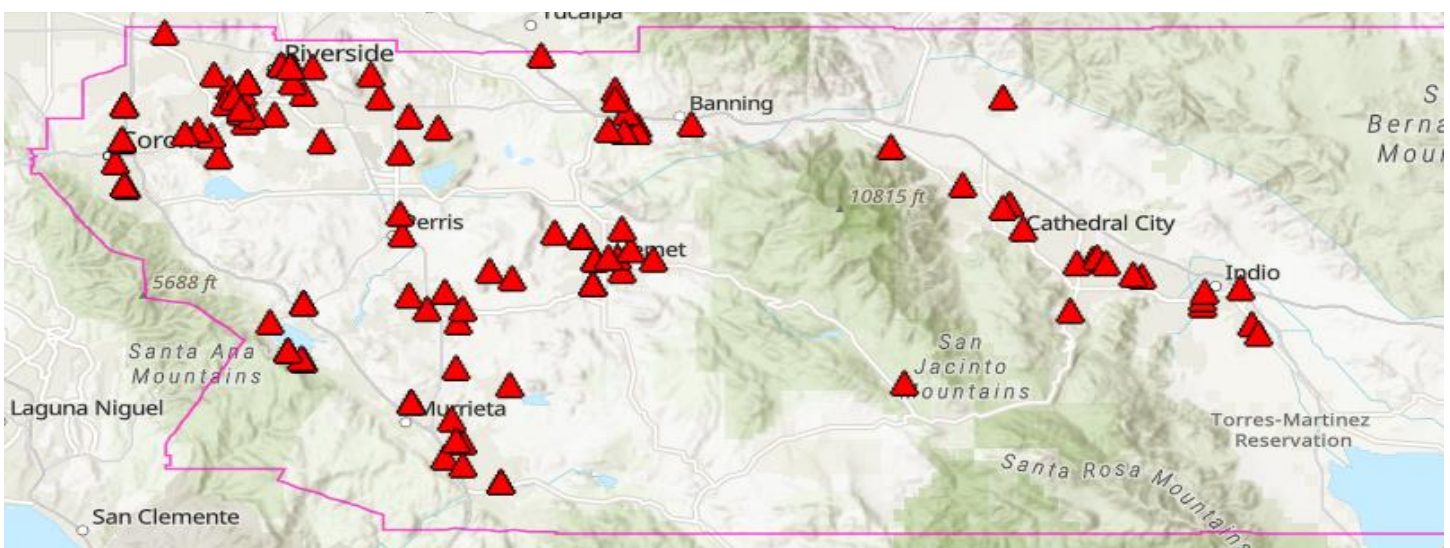 Yucaipa
Riverside
Banning
S
Berna
Moun
Coro
10815 ft
Perris
Cathedral City
emet
Indio
5688 ft
Santa Ana
Mountains
San
Jacinto
Mountains
Laguna Niguel
Murrieta
Torres-Martinez
Reservation
Santa Rosa Mountains
San Clemente